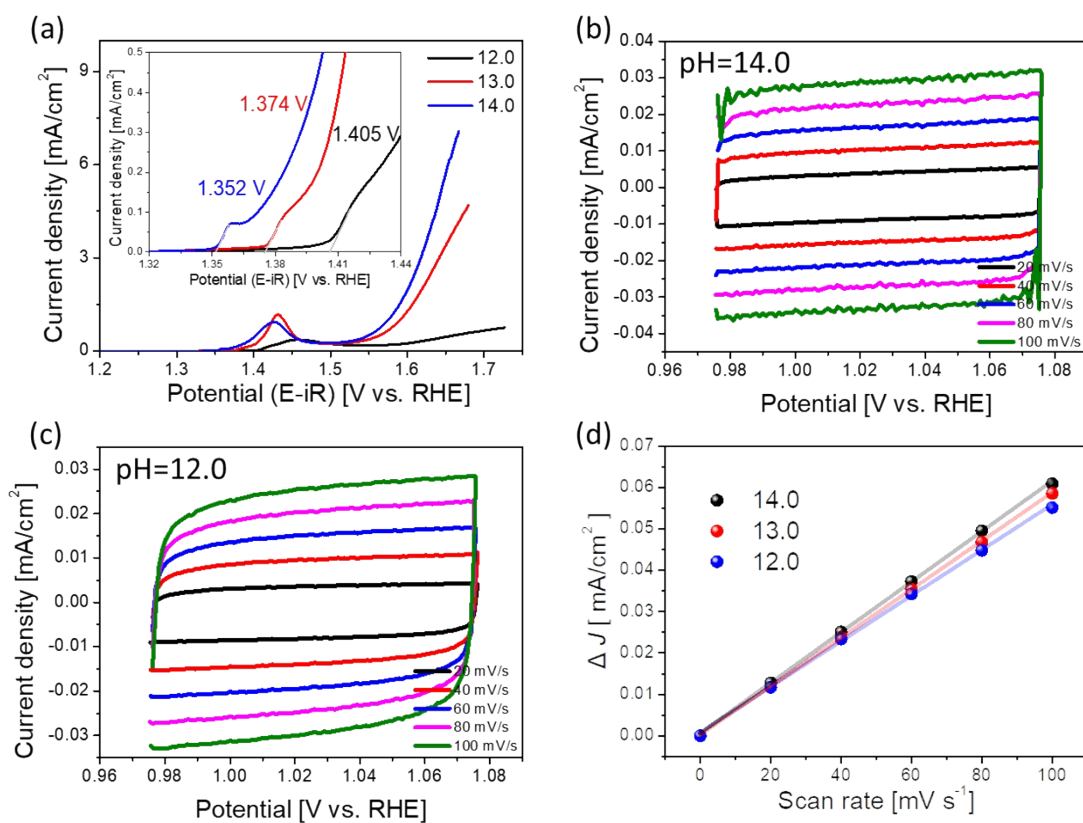 (a)
Current density [mA/cm²]
9
6
3
0
1.2 1.3 1.4 1.5 1.6 1.7
Potential (E-iR) [V vs. RHE]
12.0
13.0
14.0
Current density [mA/cm²]
0.5
0.4
0.3
0.2
0.1
0.0
1.32 1.35 1.38 1.41 1.44
Potential (E-iR) [V vs. RHE]
1.374 V
1.405 V
1.352 V
(b)
pH=14.0
Current density [mA/cm²]
0.04
0.03
0.02
0.01
0.00
-0.01
-0.02
-0.03
-0.04
20 mV/s
40 mV/s
60 mV/s
80 mV/s
100 mV/s
0.96 0.98 1.00 1.02 1.04 1.06 1.08
Potential [V vs. RHE]
(c)
pH=12.0
Current density [mA/cm²]
0.03
0.02
0.01
0.00
-0.01
-0.02
-0.03
20 mV/s
40 mV/s
60 mV/s
80 mV/s
100 mV/s
0.96 0.98 1.00 1.02 1.04 1.06 1.08
Potential [V vs. RHE]
(d)
Δ J [ mA/cm²]
0.07
0.06
0.05
0.04
0.03
0.02
0.01
0.00
14.0
13.0
12.0
0 20 40 60 80 100
Scan rate [mV s⁻¹]